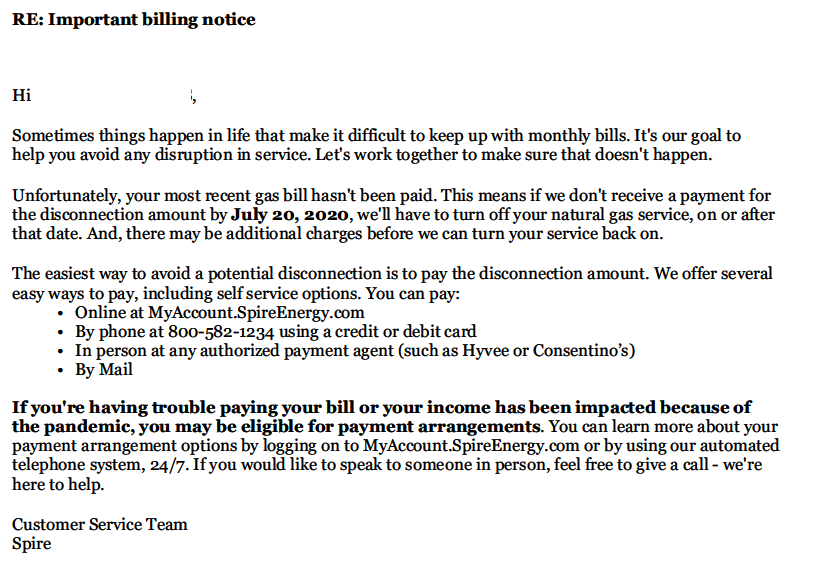 RE: Important billing notice
Hi ,
Sometimes things happen in life that make it difficult to keep up with monthly bills. It's our goal to
help you avoid any disruption in service. Let's work together to make sure that doesn't happen.
Unfortunately, your most recent gas bill hasn't been paid. This means if we don't receive a payment for
the disconnection amount by July 20, 2020, we'll have to turn off your natural gas service, on or after
that date. And, there may be additional charges before we can turn your service back on.
The easiest way to avoid a potential disconnection is to pay the disconnection amount. We offer several
easy ways to pay, including self service options. You can pay:
• Online at MyAccount.SpireEnergy.com
• By phone at 800-582-1234 using a credit or debit card
• In person at any authorized payment agent (such as Hyvee or Consentino's)
• By Mail
If you're having trouble paying your bill or your income has been impacted because of
the pandemic, you may be eligible for payment arrangements. You can learn more about your
payment arrangement options by logging on to MyAccount.SpireEnergy.com or by using our automated
telephone system, 24/7. If you would like to speak to someone in person, feel free to give a call - we're
here to help.
Customer Service Team
Spire